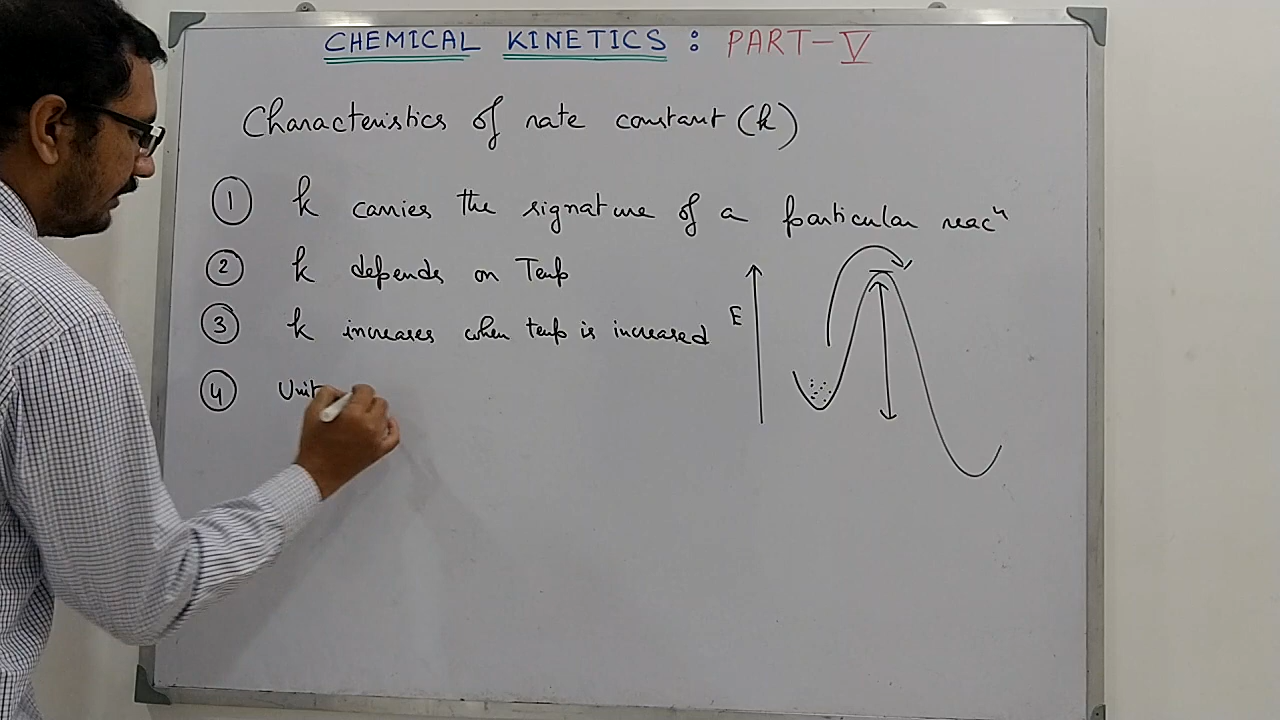 CHEMICAL KINETICS : PART-V
Characteristics of rate constant (k)
1 k carries the signature of a particular reacⁿ
2 k depends on Temp
3 k increases when temp is increased
E
4 Unit